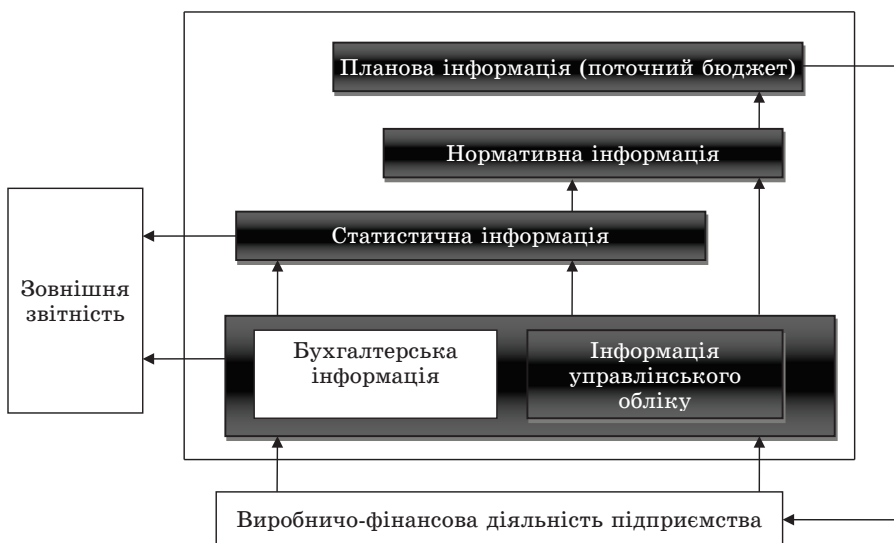 Планова інформація (поточний бюджет)
Нормативна інформація
Статистична інформація
Зовнішня
звітність
Бухгалтерська
інформація
Інформація
управлінського
обліку
Виробничо-фінансова діяльність підприємства